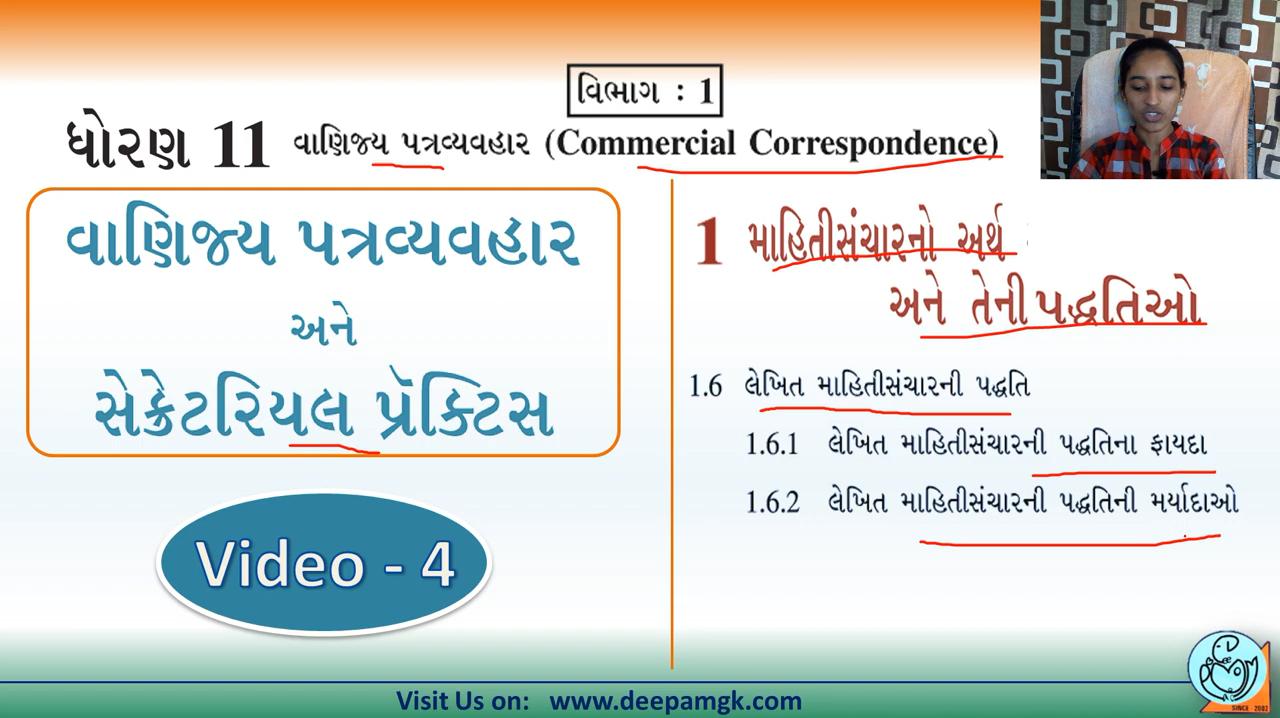 વિભાગ : 1
ધોરણ 11 વાણિજ્ય પત્રવ્યવહાર (Commercial Correspondence)
વાણિજ્ય પત્રવ્યવહાર
અને
સેક્રેટરિયલ પ્રૅક્ટિસ
Video - 4
1 માહિતીસંચારનો અર્થ
અને તેની પદ્ધતિઓ
1.6 લેખિત માહિતીસંચારની પદ્ધતિ
1.6.1 લેખિત માહિતીસંચારની પદ્ધતિના ફાયદા
1.6.2 લેખિત માહિતીસંચારની પદ્ધતિની મર્યાદાઓ
Visit Us on: www.deepamgk.com
SINCE - 2002